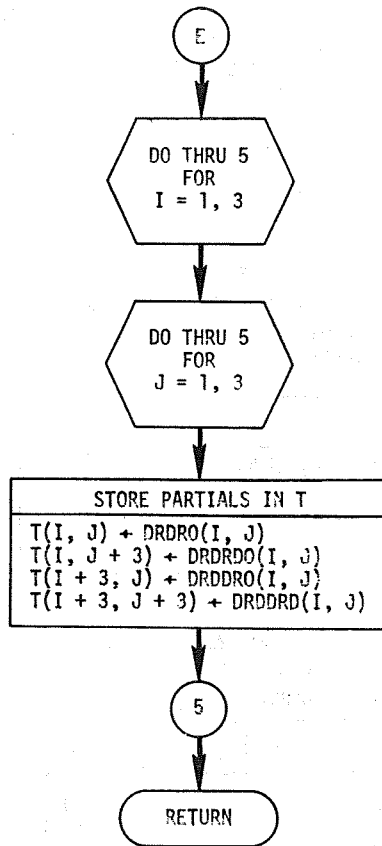 E
DO THRU 5
FOR
I = 1, 3
DO THRU 5
FOR
J = 1, 3
STORE PARTIALS IN T
T(I, J) ← DRDRO(I, J)
T(I, J + 3) ← DRDRDO(I, J)
T(I + 3, J) ← DRDDRO(I, J)
T(I + 3, J + 3) ← DRDDRD(I, J)
5
RETURN